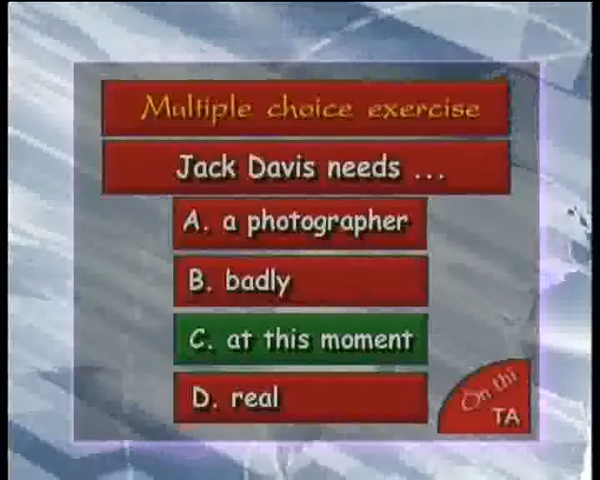 Multiple choice exercise
Jack Davis needs ...
A. a photographer
B. badly
C. at this moment
D. real
On thi
TA